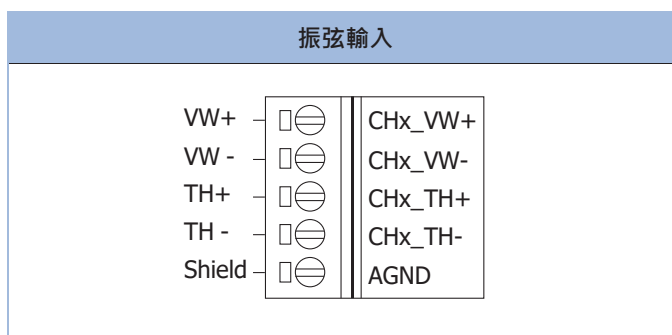 振弦輸入
VW+ CHx_VW+
VW - CHx_VW-
TH+ CHx_TH+
TH - CHx_TH-
Shield AGND